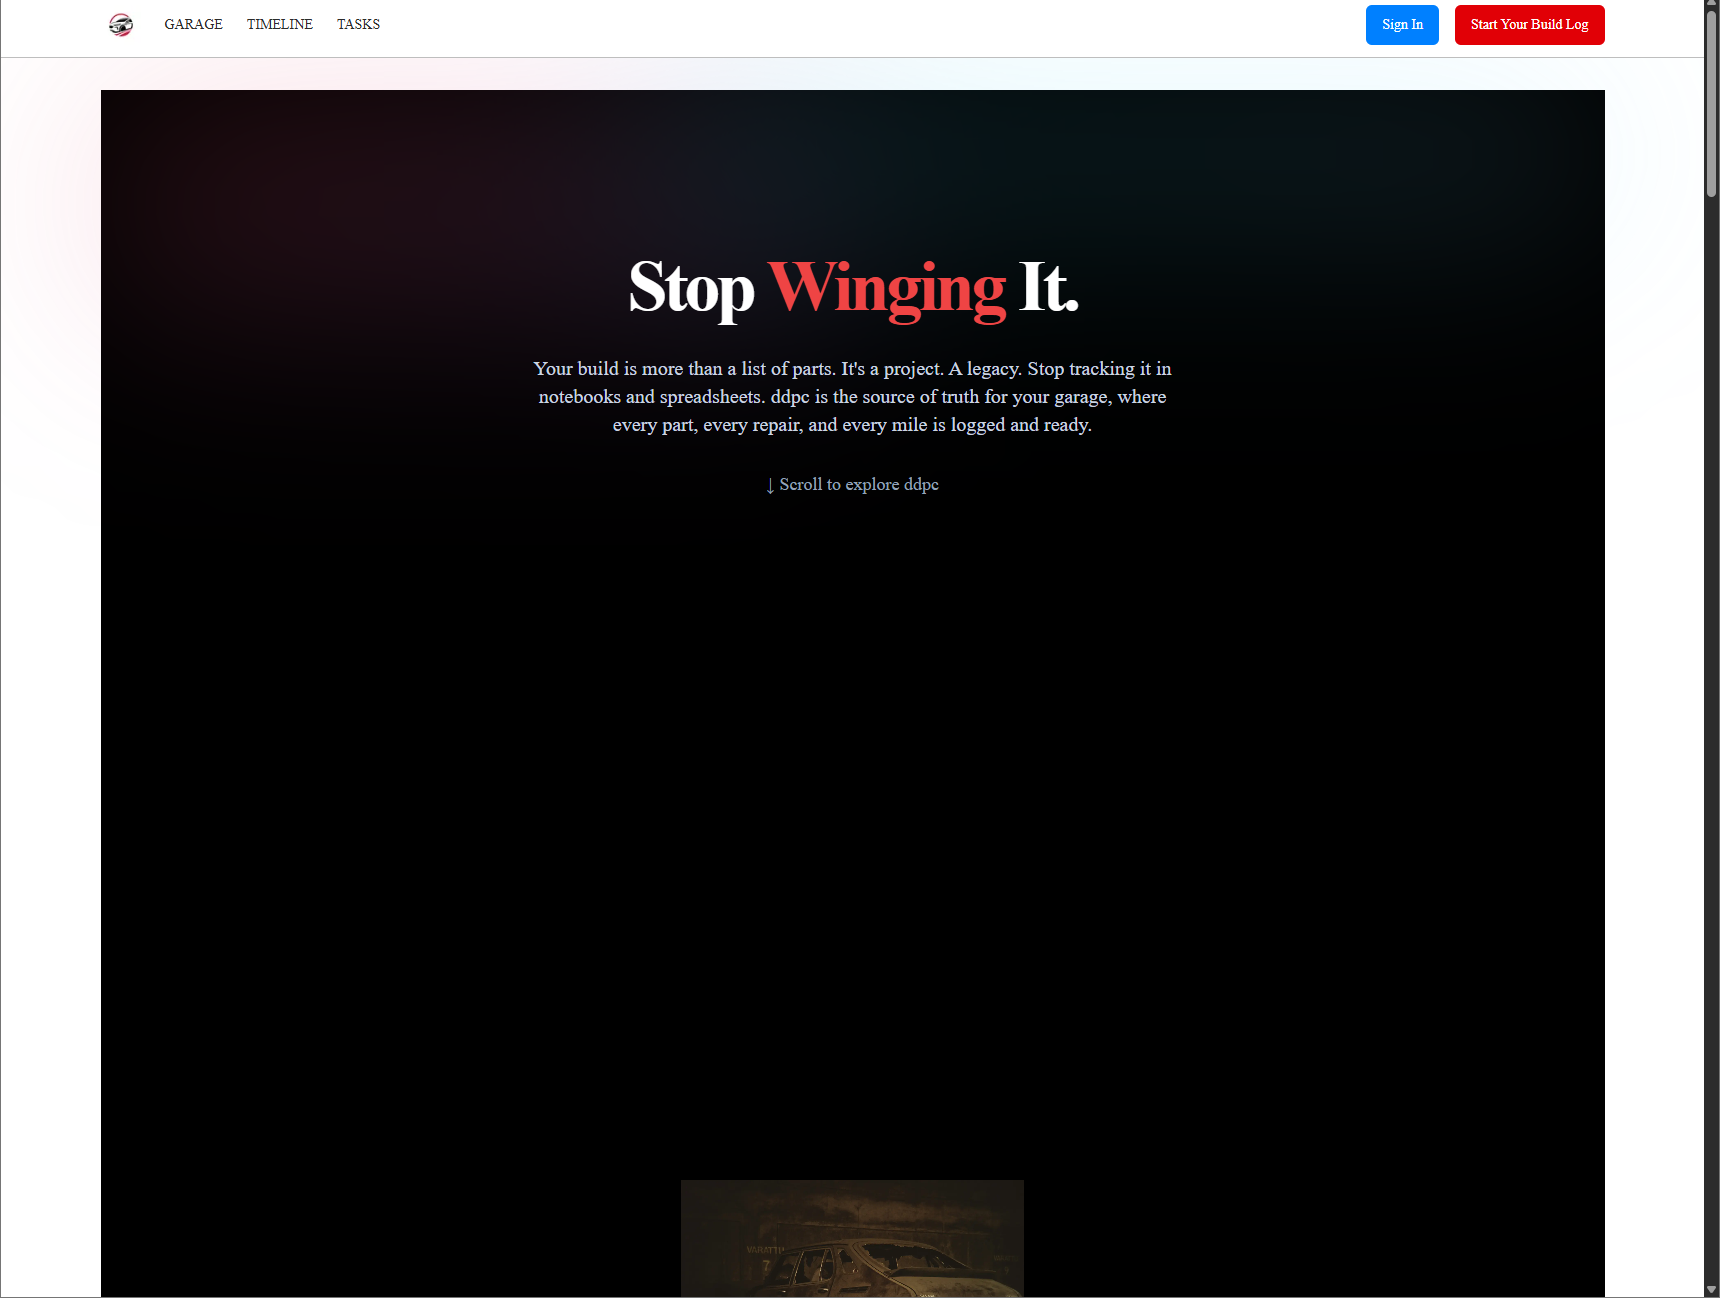 GARAGE TIMELINE TASKS Sign In Start Your Build Log
Stop Winging It.
Your build is more than a list of parts. It's a project. A legacy. Stop tracking it in
notebooks and spreadsheets. ddpc is the source of truth for your garage, where
every part, every repair, and every mile is logged and ready.
↓ Scroll to explore ddpc